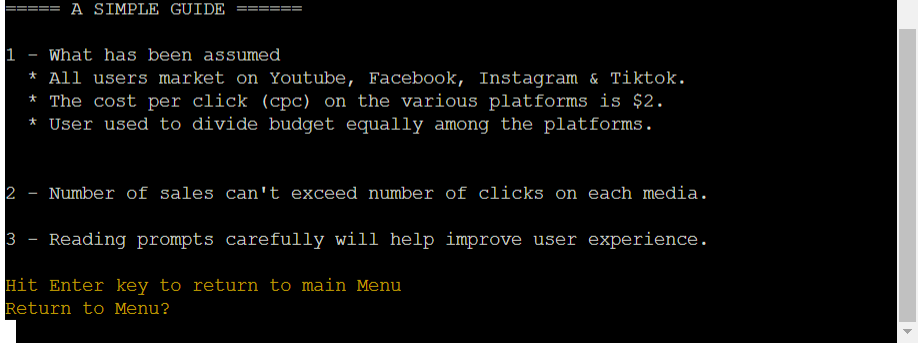 ===== A SIMPLE GUIDE ======
1 - What has been assumed
* All users market on Youtube, Facebook, Instagram & Tiktok.
* The cost per click (cpc) on the various platforms is $2.
* User used to divide budget equally among the platforms.
2 - Number of sales can't exceed number of clicks on each media.
3 - Reading prompts carefully will help improve user experience.
Hit Enter key to return to main Menu
Return to Menu?